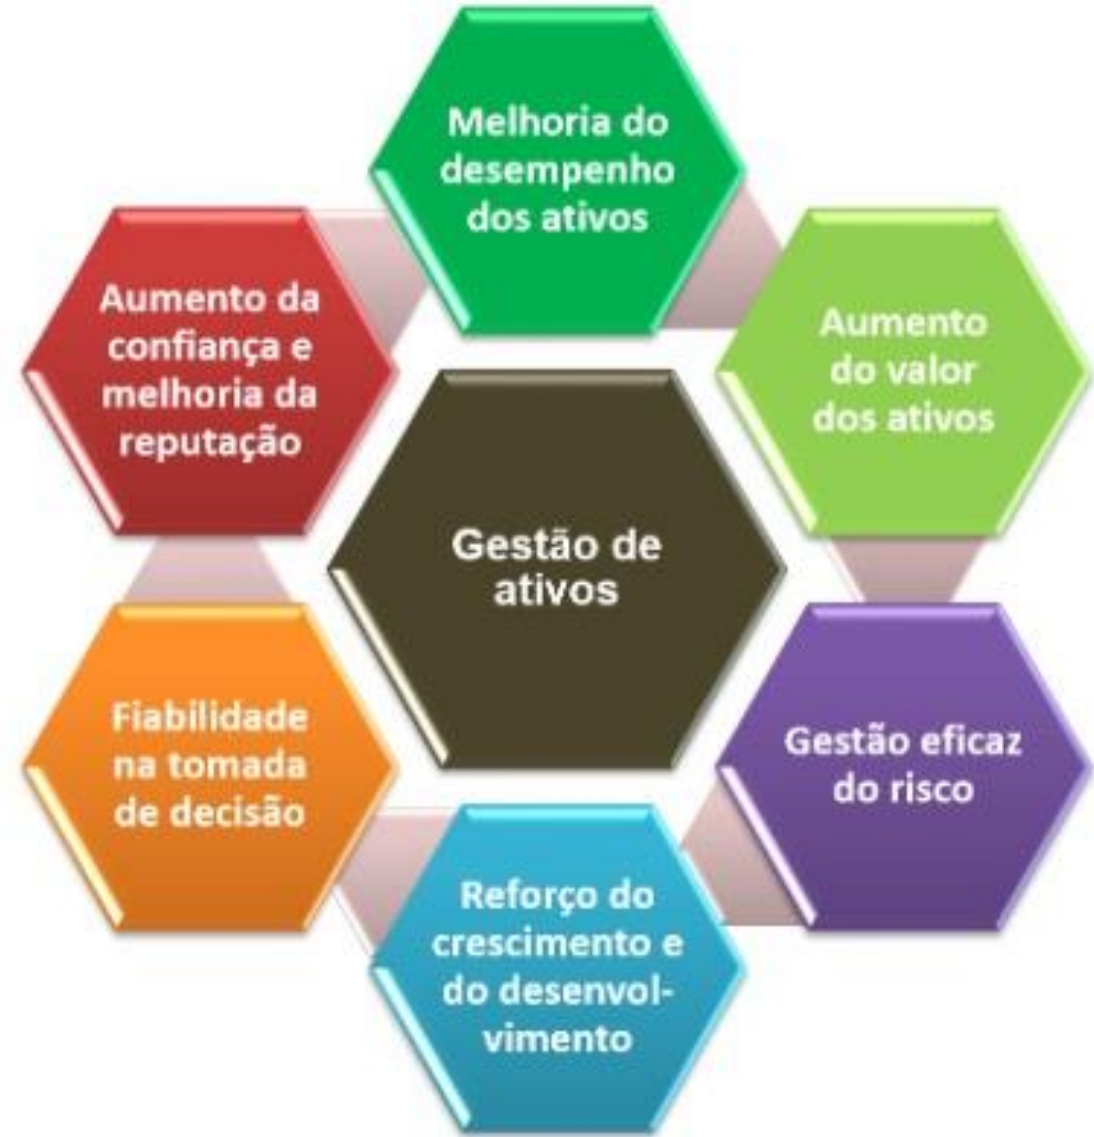 Melhoria do
desempenho
dos ativos
Aumento da
confiança e
melhoria da
reputação
Aumento
do valor
dos ativos
Gestão de
ativos
Fiabilidade
na tomada
de decisão
Gestão eficaz
do risco
Reforço do
crescimento e
do desenvol-
vimento